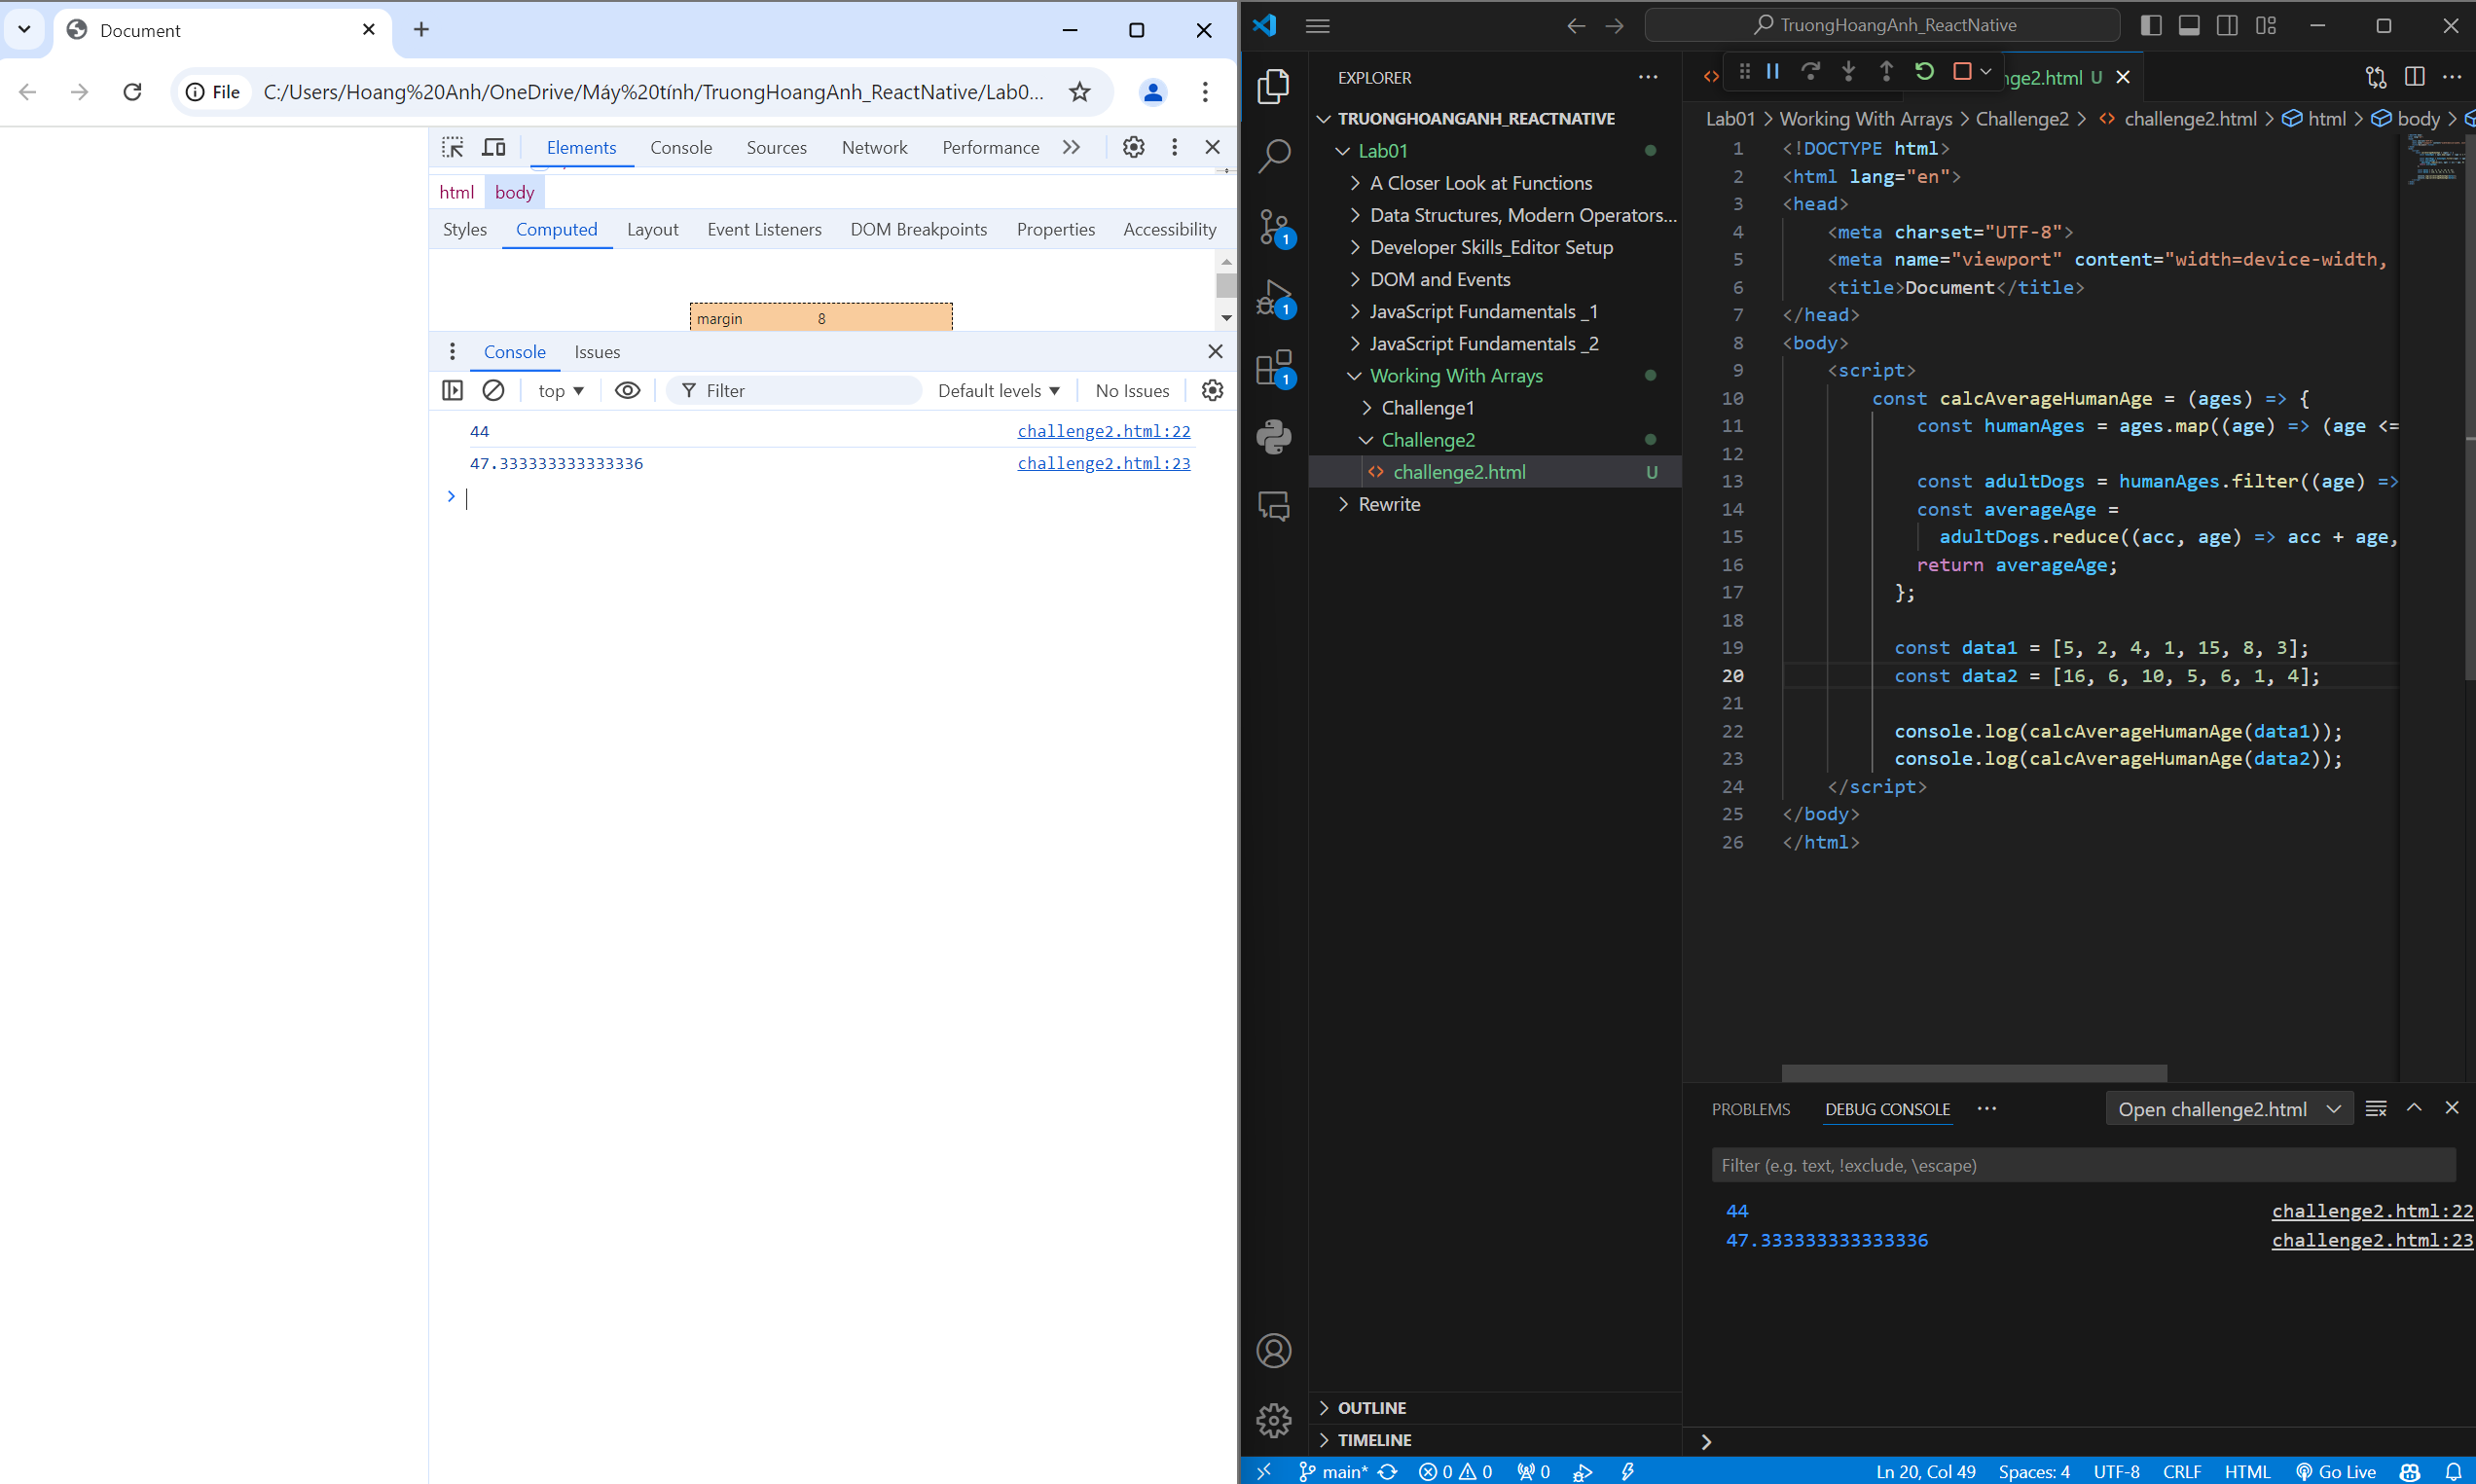 Document
File
C:/Users/Hoang%20Anh/OneDrive/Máy%20tính/TruongHoangAnh_ReactNative/Lab0...
Elements Console Sources Network Performance
html body
Styles Computed Layout Event Listeners DOM Breakpoints Properties Accessibility
margin 8
Console Issues
top Filter Default levels No Issues
44 challenge2.html:22
47.333333333333336 challenge2.html:23
TruongHoangAnh_ReactNative
EXPLORER
TRUONGHOANGANH_REACTNATIVE
Lab01
A Closer Look at Functions
Data Structures, Modern Operators...
Developer Skills_Editor Setup
DOM and Events
JavaScript Fundamentals _1
JavaScript Fundamentals _2
Working With Arrays
Challenge1
Challenge2
<> challenge2.html U
Rewrite
1
1
1
OUTLINE
TIMELINE
<> nge2.html U
Lab01 > Working With Arrays > Challenge2 > <> challenge2.html > html > body >
1 <!DOCTYPE html>
2 <html lang="en">
3 <head>
4 <meta charset="UTF-8">
5 <meta name="viewport" content="width=device-width,
6 <title>Document</title>
7 </head>
8 <body>
9 <script>
10 const calcAverageHumanAge = (ages) => {
11 const humanAges = ages.map((age) => (age <=
12
13 const adultDogs = humanAges.filter((age) =>
14 const averageAge =
15 adultDogs.reduce((acc, age) => acc + age,
16 return averageAge;
17 };
18
19 const data1 = [5, 2, 4, 1, 15, 8, 3];
20 const data2 = [16, 6, 10, 5, 6, 1, 4];
21
22 console.log(calcAverageHumanAge(data1));
23 console.log(calcAverageHumanAge(data2));
24 </script>
25 </body>
26 </html>
PROBLEMS DEBUG CONSOLE ··· Open challenge2.html
Filter (e.g. text, !exclude, \escape)
44 challenge2.html:22
47.333333333333336 challenge2.html:23
main* 0 0 0 Ln 20, Col 49 Spaces: 4 UTF-8 CRLF HTML Go Live